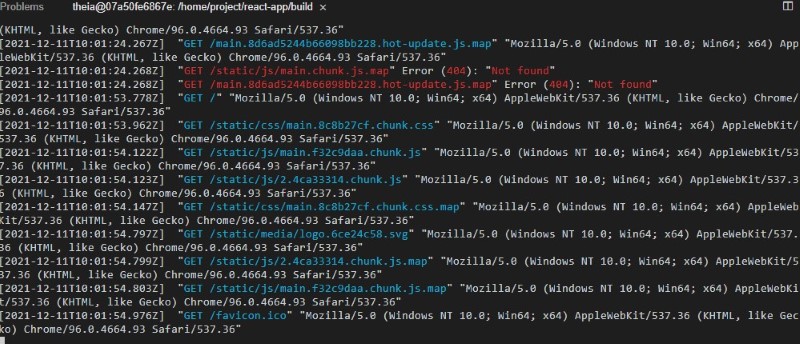 Problems theia@07a50fe6867e: /home/project/react-app/build ×
(KHTML, like Gecko) Chrome/96.0.4664.93 Safari/537.36"
[2021-12-11T10:01:24.267Z]  "GET /main.8d6ad5244b66098bb228.hot-update.js.map" "Mozilla/5.0 (Windows NT 10.0; Win64; x64) App
leWebKit/537.36 (KHTML, like Gecko) Chrome/96.0.4664.93 Safari/537.36"
[2021-12-11T10:01:24.268Z]  "GET /static/js/main.chunk.js.map" Error (404): "Not found"
[2021-12-11T10:01:24.268Z]  "GET /main.8d6ad5244b66098bb228.hot-update.js.map" Error (404): "Not found"
[2021-12-11T10:01:53.778Z]  "GET /" "Mozilla/5.0 (Windows NT 10.0; Win64; x64) AppleWebKit/537.36 (KHTML, like Gecko) Chrome/
96.0.4664.93 Safari/537.36"
[2021-12-11T10:01:53.962Z]  "GET /static/css/main.8c8b27cf.chunk.css" "Mozilla/5.0 (Windows NT 10.0; Win64; x64) AppleWebKit/
537.36 (KHTML, like Gecko) Chrome/96.0.4664.93 Safari/537.36"
[2021-12-11T10:01:54.122Z]  "GET /static/js/main.f32c9daa.chunk.js" "Mozilla/5.0 (Windows NT 10.0; Win64; x64) AppleWebKit/53
7.36 (KHTML, like Gecko) Chrome/96.0.4664.93 Safari/537.36"
[2021-12-11T10:01:54.123Z]  "GET /static/js/2.4ca33314.chunk.js" "Mozilla/5.0 (Windows NT 10.0; Win64; x64) AppleWebKit/537.3
6 (KHTML, like Gecko) Chrome/96.0.4664.93 Safari/537.36"
[2021-12-11T10:01:54.147Z]  "GET /static/css/main.8c8b27cf.chunk.css.map" "Mozilla/5.0 (Windows NT 10.0; Win64; x64) AppleWeb
Kit/537.36 (KHTML, like Gecko) Chrome/96.0.4664.93 Safari/537.36"
[2021-12-11T10:01:54.797Z]  "GET /static/media/logo.6ce24c58.svg" "Mozilla/5.0 (Windows NT 10.0; Win64; x64) AppleWebKit/537.
36 (KHTML, like Gecko) Chrome/96.0.4664.93 Safari/537.36"
[2021-12-11T10:01:54.799Z]  "GET /static/js/2.4ca33314.chunk.js.map" "Mozilla/5.0 (Windows NT 10.0; Win64; x64) AppleWebKit/5
37.36 (KHTML, like Gecko) Chrome/96.0.4664.93 Safari/537.36"
[2021-12-11T10:01:54.803Z]  "GET /static/js/main.f32c9daa.chunk.js.map" "Mozilla/5.0 (Windows NT 10.0; Win64; x64) AppleWebKi
t/537.36 (KHTML, like Gecko) Chrome/96.0.4664.93 Safari/537.36"
[2021-12-11T10:01:54.976Z]  "GET /favicon.ico" "Mozilla/5.0 (Windows NT 10.0; Win64; x64) AppleWebKit/537.36 (KHTML, like Gec
ko) Chrome/96.0.4664.93 Safari/537.36"